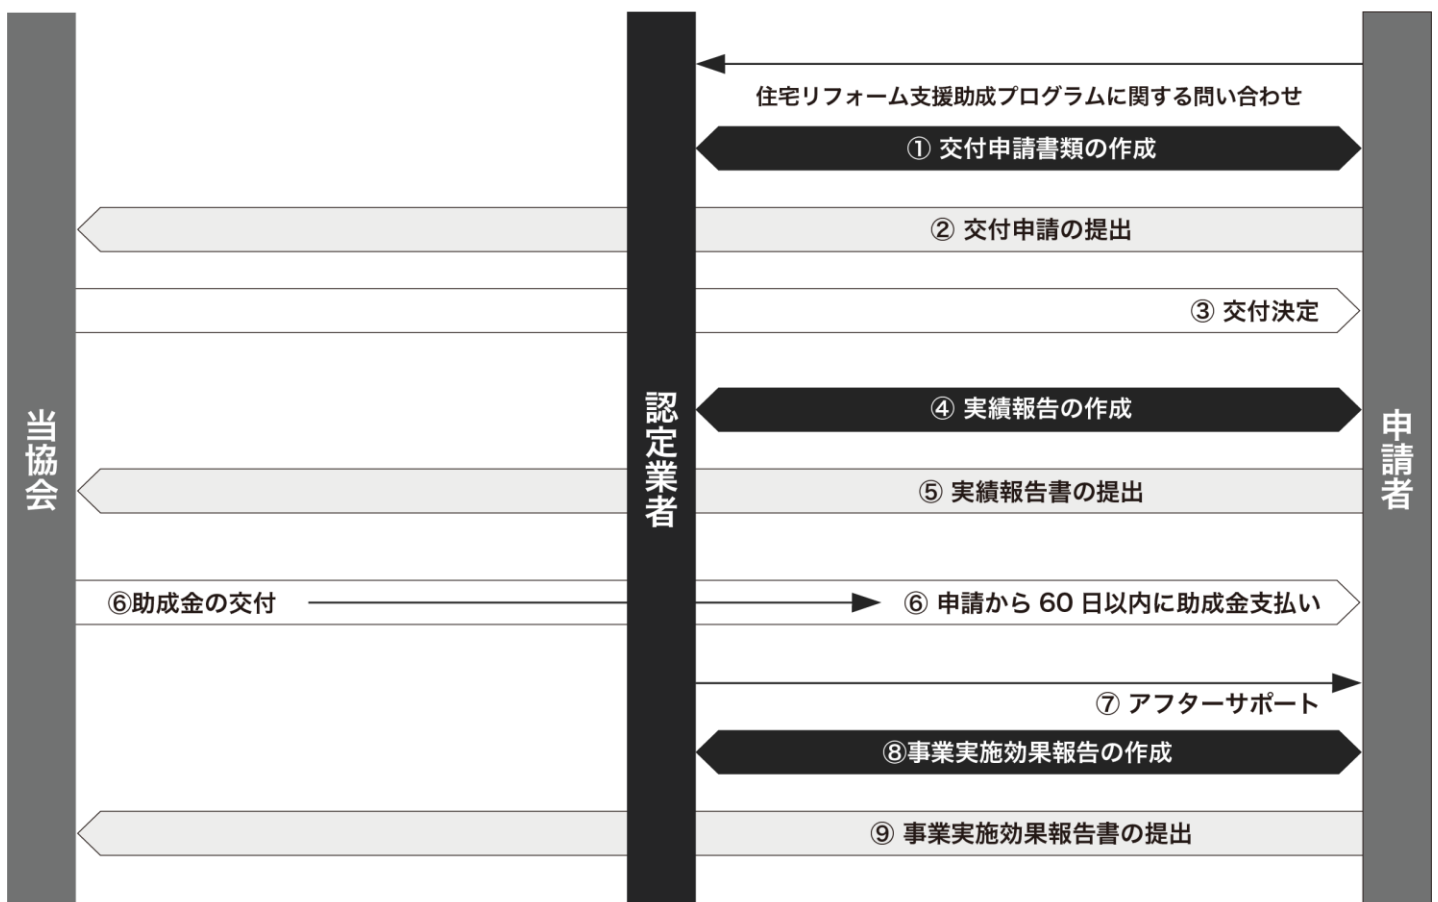 住宅リフォーム支援助成プログラムに関する問い合わせ
① 交付申請書類の作成
② 交付申請の提出
③ 交付決定
④ 実績報告の作成
⑤ 実績報告書の提出
⑥助成金の交付
⑥ 申請から 60 日以内に助成金支払い
⑦ アフターサポート
⑧事業実施効果報告の作成
⑨ 事業実施効果報告書の提出
当協会
認定業者
申請者